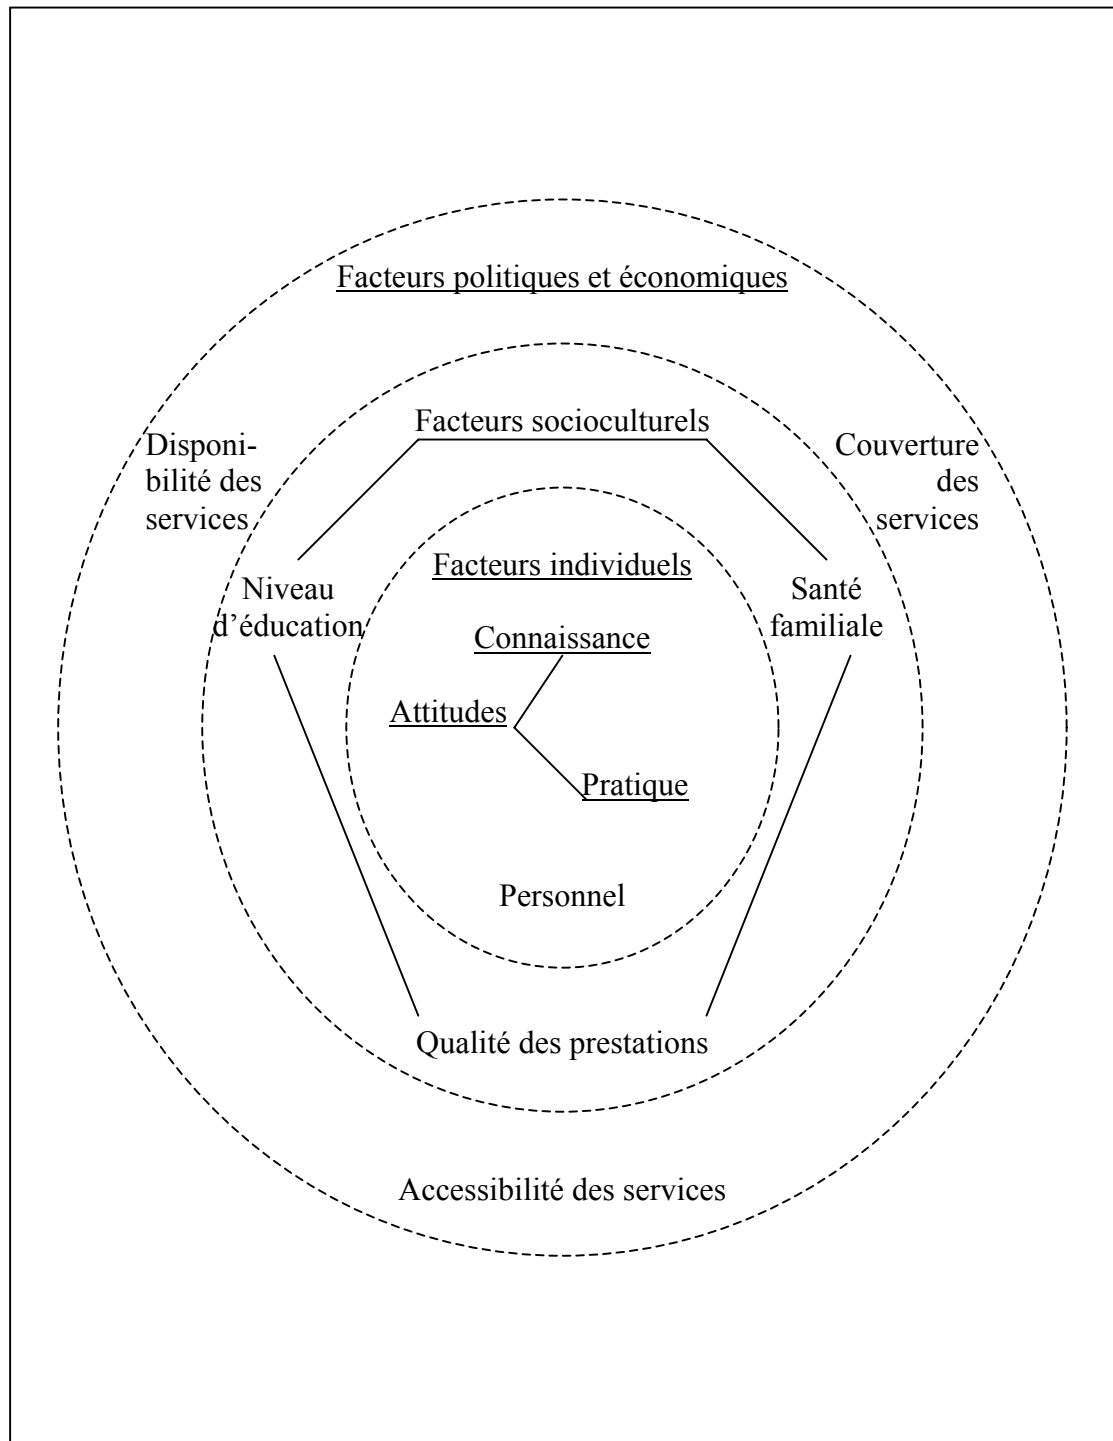 Facteurs politiques et économiques
Facteurs socioculturels
Disponi-
bilité des
services
Couverture
des
services
Facteurs individuels
Niveau
d’éducation
Santé
familiale
Connaissance
Attitudes
Pratique
Personnel
Qualité des prestations
Accessibilité des services